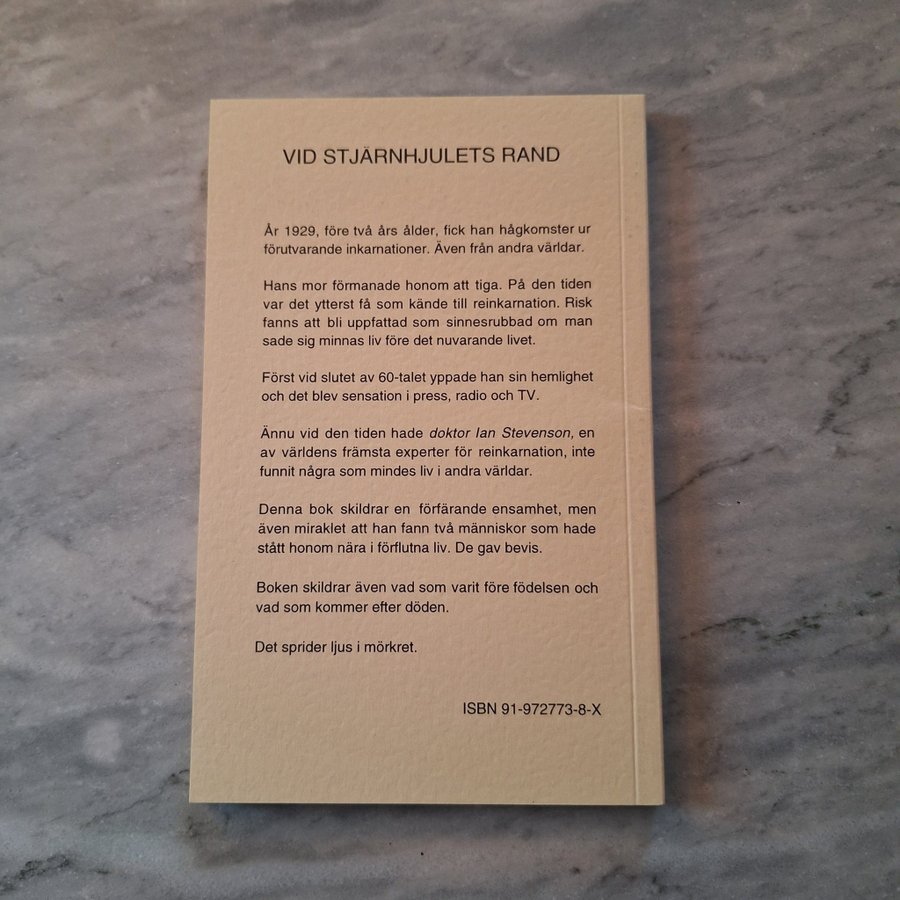 VID STJÄRNHJULETS RAND
År 1929, före två års ålder, fick han hågkomster ur
förutvarande inkarnationer. Även från andra världar.
Hans mor förmanade honom att tiga. På den tiden
var det ytterst få som kände till reinkarnation. Risk
fanns att bli uppfattad som sinnesrubbad om man
sade sig minnas liv före det nuvarande livet.
Först vid slutet av 60-talet yppade han sin hemlighet
och det blev sensation i press, radio och TV.
Ännu vid den tiden hade doktor Ian Stevenson, en
av världens främsta experter för reinkarnation, inte
funnit några som mindes liv i andra världar.
Denna bok skildrar en förfärande ensamhet, men
även miraklet att han fann två människor som hade
stått honom nära i förflutna liv. De gav bevis.
Boken skildrar även vad som varit före födelsen och
vad som kommer efter döden.
Det sprider ljus i mörkret.
ISBN 91-972773-8-X